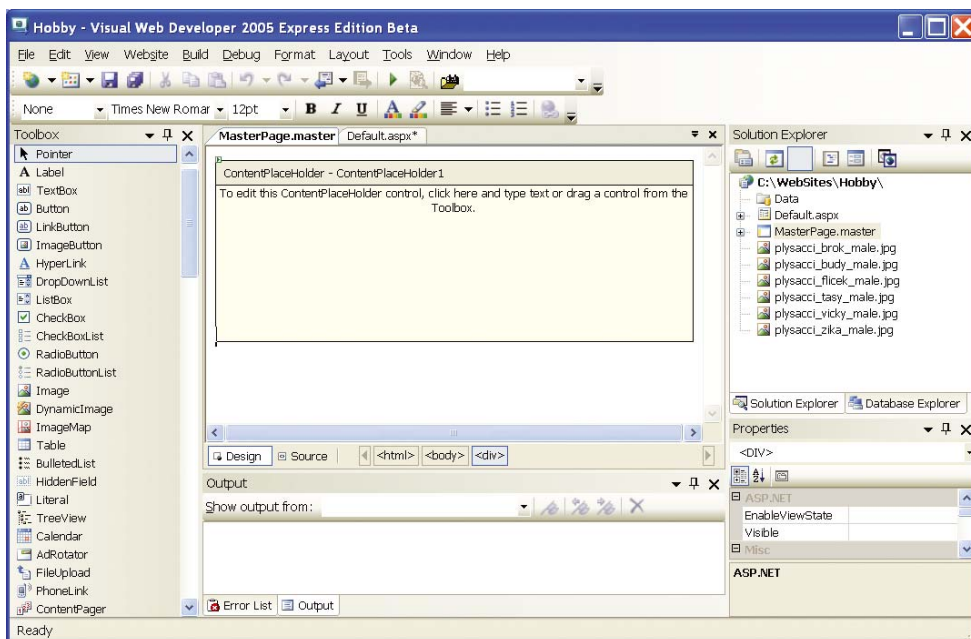 Hobby - Visual Web Developer 2005 Express Edition Beta
File Edit View Website Build Debug Format Layout Tools Window Help
None Times New Romar 12pt B I U A
Toolbox
Pointer
A Label
abl TextBox
ab Button
ab LinkButton
ImageButton
A HyperLink
DropDownList
ListBox
CheckBox
CheckBoxList
RadioButton
RadioButtonList
Image
DynamicImage
ImageMap
Table
BulletedList
abl HiddenField
Literal
TreeView
Calendar
AdRotator
FileUpload
PhoneLink
ContentPager
MasterPage.master Default.aspx*
ContentPlaceHolder - ContentPlaceHolder1
To edit this ContentPlaceHolder control, click here and type text or drag a control from the
Toolbox.
Design Source <html> <body> <div>
Output
Show output from:
Error List Output
Solution Explorer
C:\WebSites\Hobby\
Data
Default.aspx
MasterPage.master
plysacci_brok_male.jpg
plysacci_budy_male.jpg
plysacci_flicek_male.jpg
plysacci_tasy_male.jpg
plysacci_vicky_male.jpg
plysacci_zika_male.jpg
Solution Explorer Database Explorer
Properties
<DIV>
ASP.NET
EnableViewState
Visible
Misc
ASP.NET
Ready